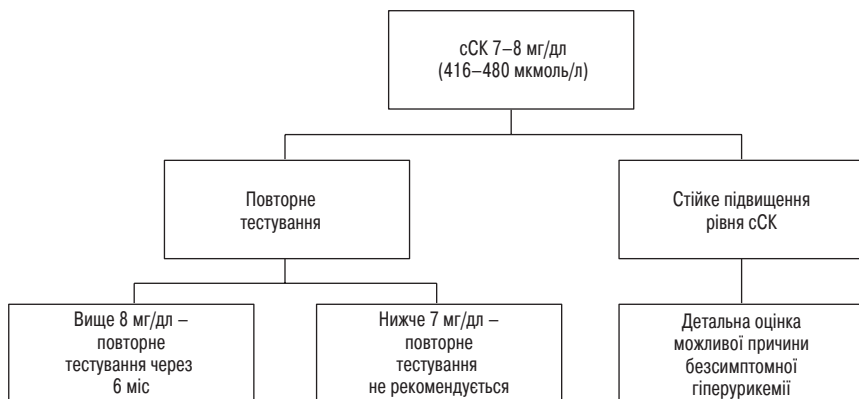 сСК 7–8 мг/дл
(416–480 мкмоль/л)
Повторне
тестування
Стійке підвищення
рівня сСК
Вище 8 мг/дл –
повторне
тестування через
6 міс
Нижче 7 мг/дл –
повторне
тестування
не рекомендується
Детальна оцінка
можливої причини
безсимптомної
гіперурикемії